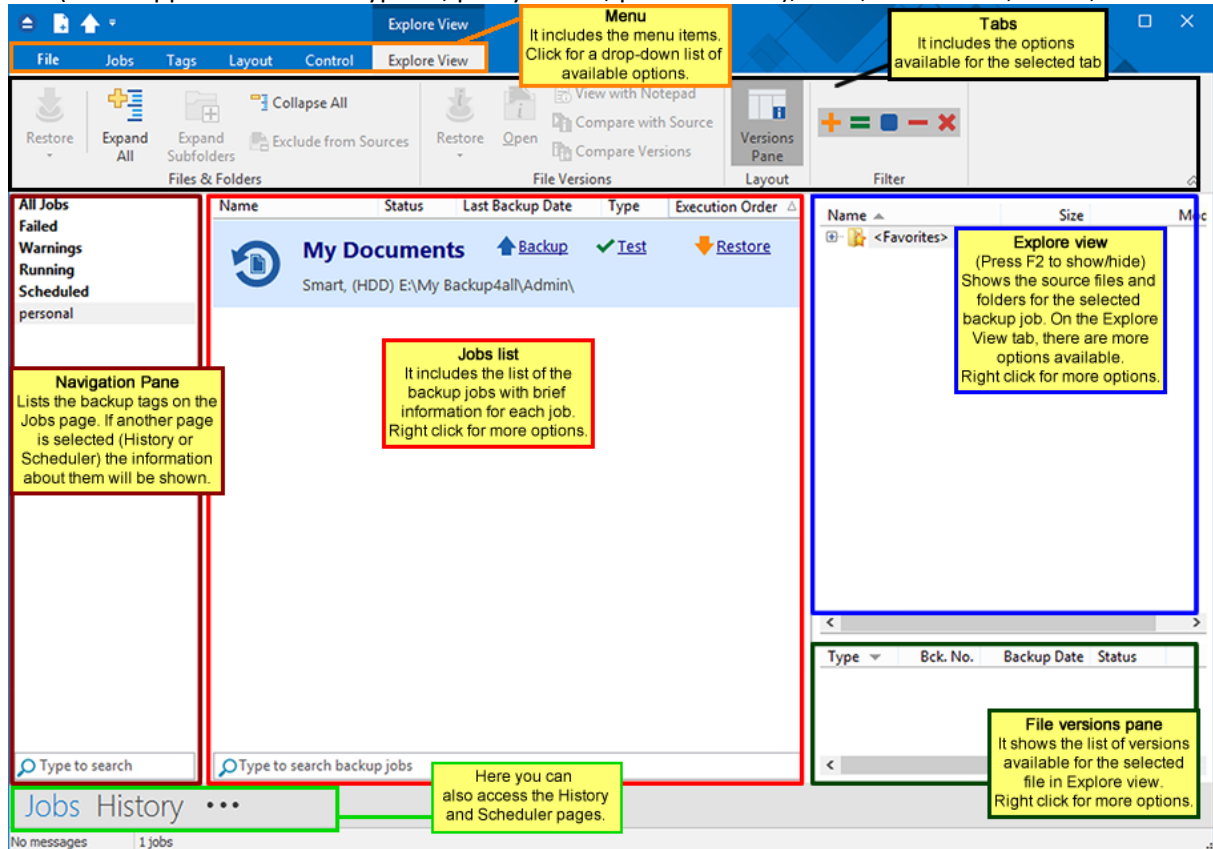 Explore View
File Jobs Tags Layout Control Explore View
Menu
It includes the menu items.
Click for a drop-down list of
available options.
Tabs
It includes the options
available for the selected tab
Restore
Expand
All
Expand
Subfolders
Collapse All
Exclude from Sources
Files & Folders
Restore
Open
View with Notepad
Compare with Source
Compare Versions
File Versions
Versions
Pane
Layout
Filter
All Jobs
Failed
Warnings
Running
Scheduled
personal
Navigation Pane
Lists the backup tags on the
Jobs page. If another page
is selected (History or
Scheduler) the information
about them will be shown.
Type to search
Name Status Last Backup Date Type Execution Order
My Documents Backup Test Restore
Smart, (HDD) E:\My Backup4all\Admin\
Jobs list
It includes the list of the
backup jobs with brief
information for each job.
Right click for more options.
Type to search backup jobs
Name Size
<Favorites>
Explore view
(Press F2 to show/hide)
Shows the source files and
folders for the selected
backup job. On the Explore
View tab, there are more
options available.
Right click for more options.
Type Bck. No. Backup Date Status
File versions pane
It shows the list of versions
available for the selected
file in Explore view.
Right click for more options.
Jobs History •••
Here you can
also access the History
and Scheduler pages.
No messages 1 jobs